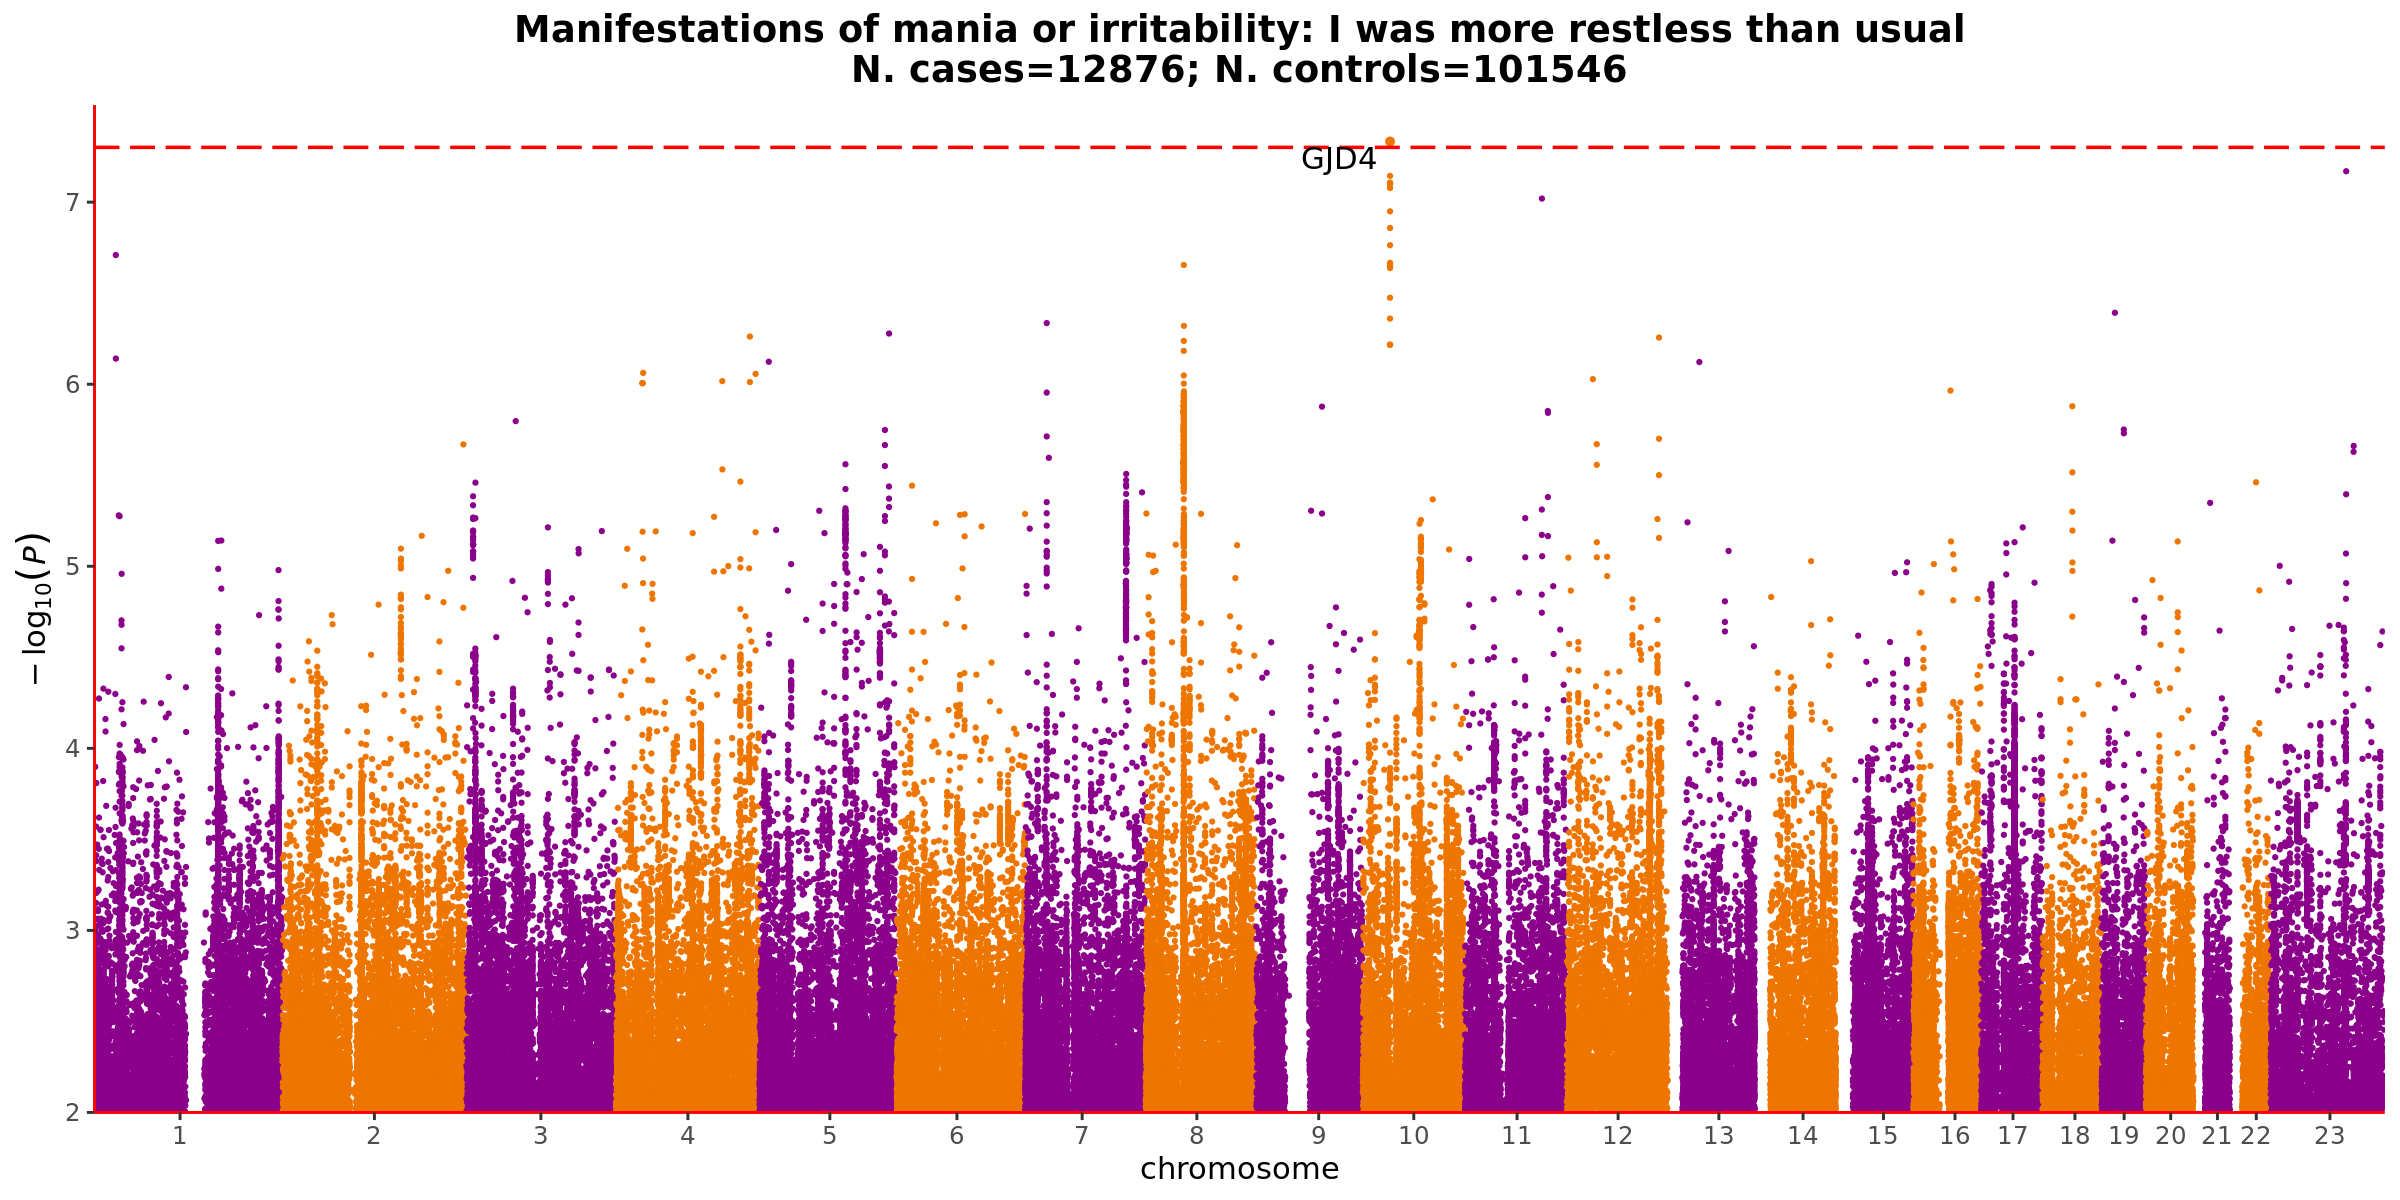 Manifestations of mania or irritability: I was more restless than usual
N. cases=12876; N. controls=101546
GJD4
7
6
5
4
3
2
− log10(P)
1 2 3 4 5 6 7 8 9 10 11 12 13 14 15 16 17 18 19 20 21 22 23
chromosome